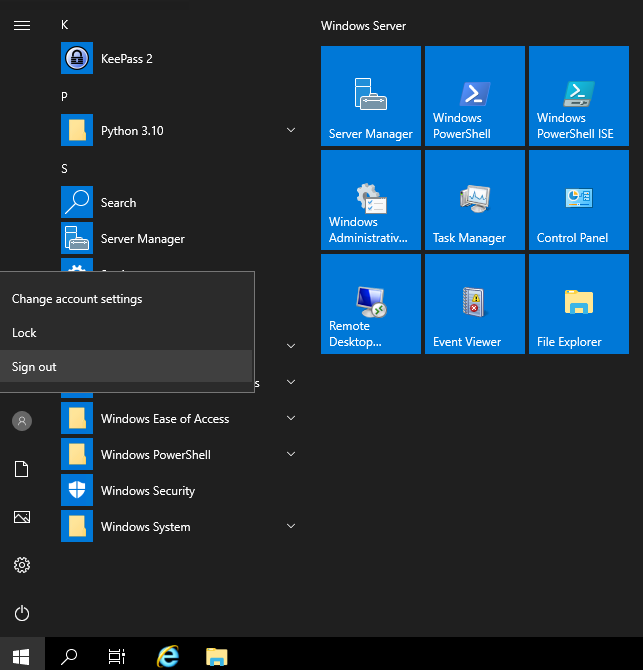 K
KeePass 2
P
Python 3.10
S
Search
Server Manager
Change account settings
Lock
Sign out
s
Windows Ease of Access
Windows PowerShell
Windows Security
Windows System
Windows Server
Server Manager
Windows
PowerShell
Windows
PowerShell ISE
Windows
Administrativ...
Task Manager
Control Panel
Remote
Desktop...
Event Viewer
File Explorer